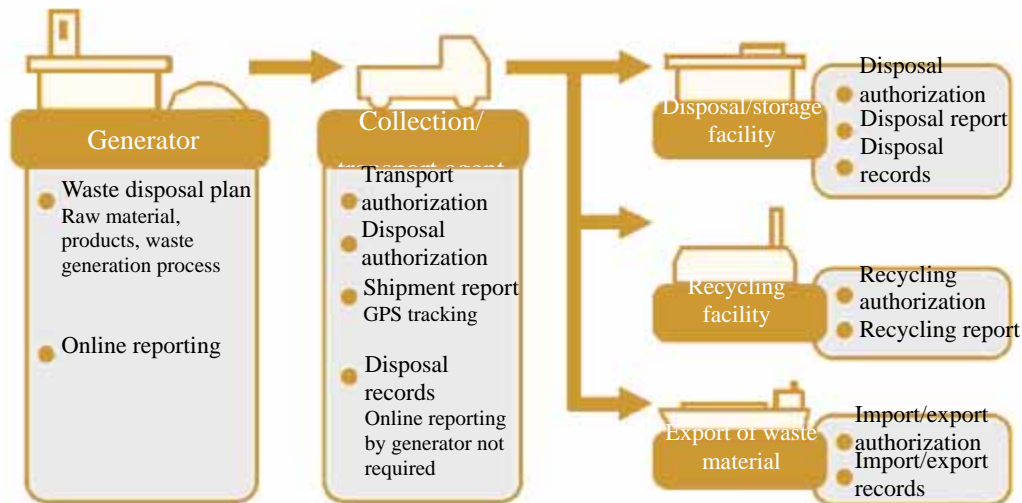 Generator
Waste disposal plan
Raw material,
products, waste
generation process
Online reporting
Collection/
transport agent
Transport
authorization
Disposal
authorization
Shipment report
GPS tracking
Disposal
records
Online reporting
by generator not
required
Disposal/storage
facility
Disposal
authorization
Disposal report
Disposal
records
Recycling
facility
Recycling
authorization
Recycling report
Export of waste
material
Import/export
authorization
Import/export
records